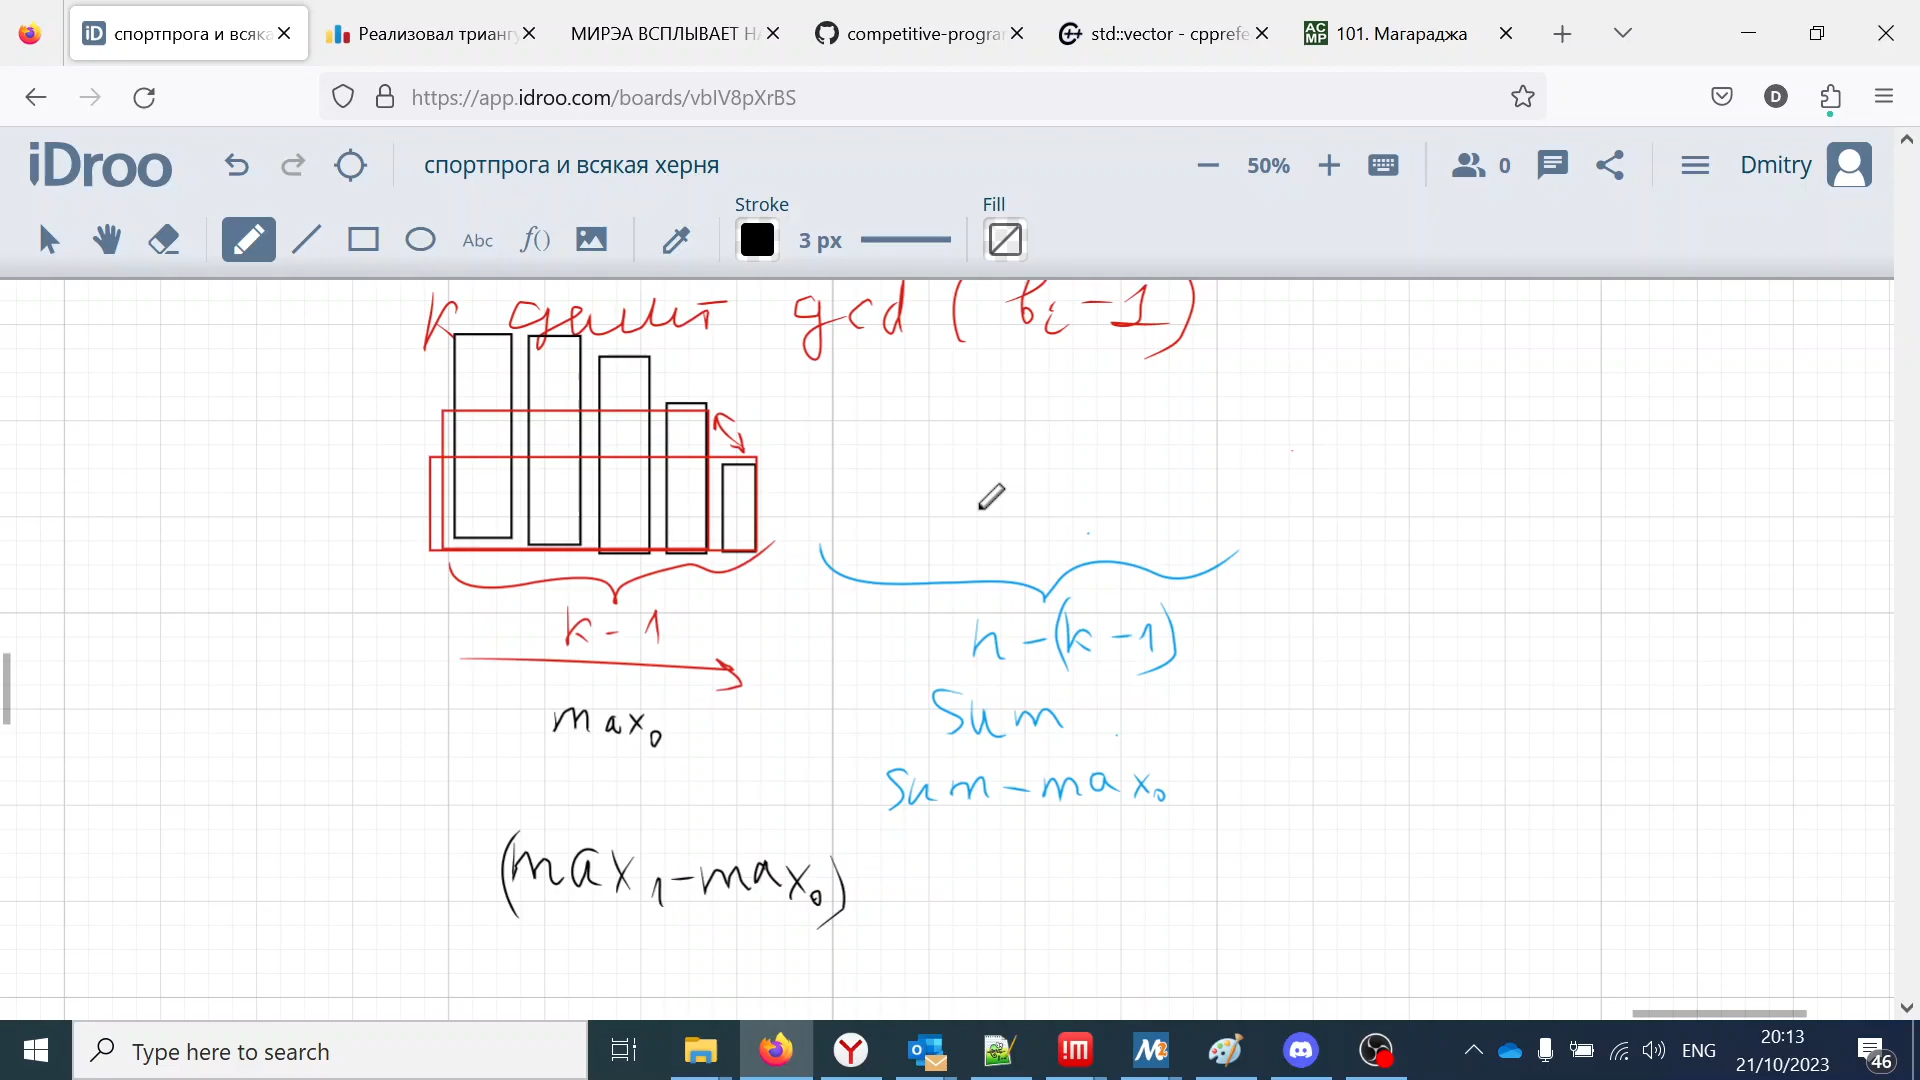 спортпрога и всяка
Реализовал триангу
МИРЭА ВСПЛЫВАЕТ Н
competitive-progra
std::vector - cpprefe
ACMP
101. Магараджа
https://app.idroo.com/boards/vbIV8pXrBS
D
iDroo
спортпрога и всякая херня
50%
0
Dmitry
Abc
f()
Stroke
3 px
Fill
k делит gcd ( bi - 1 )
k - 1
n - (k - 1)
max₀
Sum
Sum - max₀
(max₁ - max₀)
Type here to search
ENG
20:13
21/10/2023
46